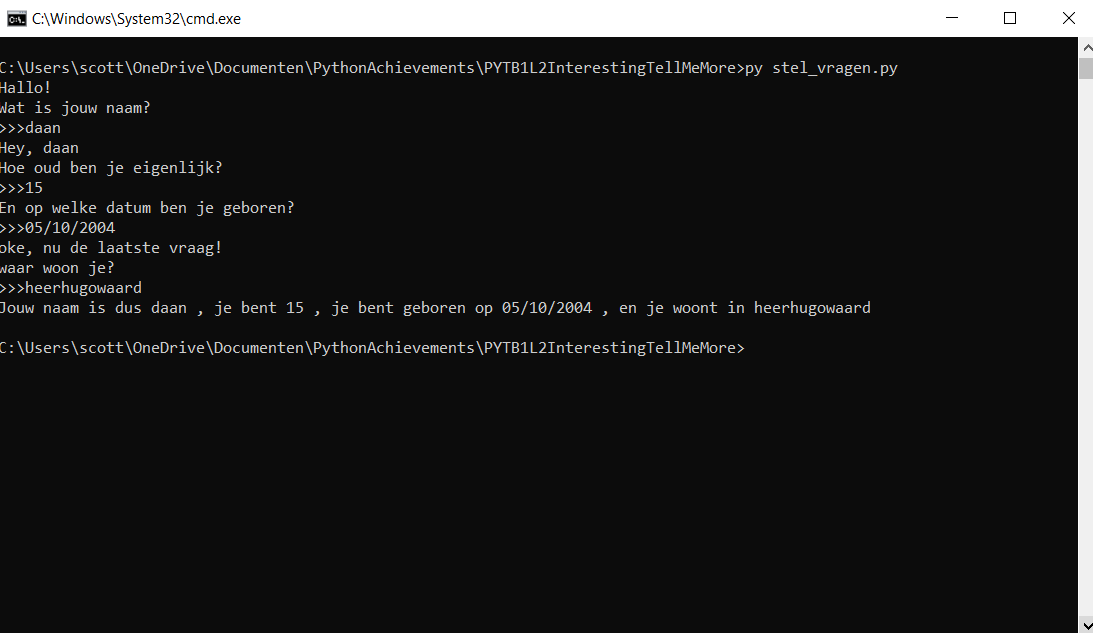 C:\Windows\System32\cmd.exe
C:\Users\scott\OneDrive\Documenten\PythonAchievements\PYTB1L2InterestingTellMeMore>py stel_vragen.py
Hallo!
Wat is jouw naam?
>>>daan
Hey, daan
Hoe oud ben je eigenlijk?
>>>15
En op welke datum ben je geboren?
>>>05/10/2004
oke, nu de laatste vraag!
waar woon je?
>>>heerhugowaard
Jouw naam is dus daan , je bent 15 , je bent geboren op 05/10/2004 , en je woont in heerhugowaard
C:\Users\scott\OneDrive\Documenten\PythonAchievements\PYTB1L2InterestingTellMeMore>